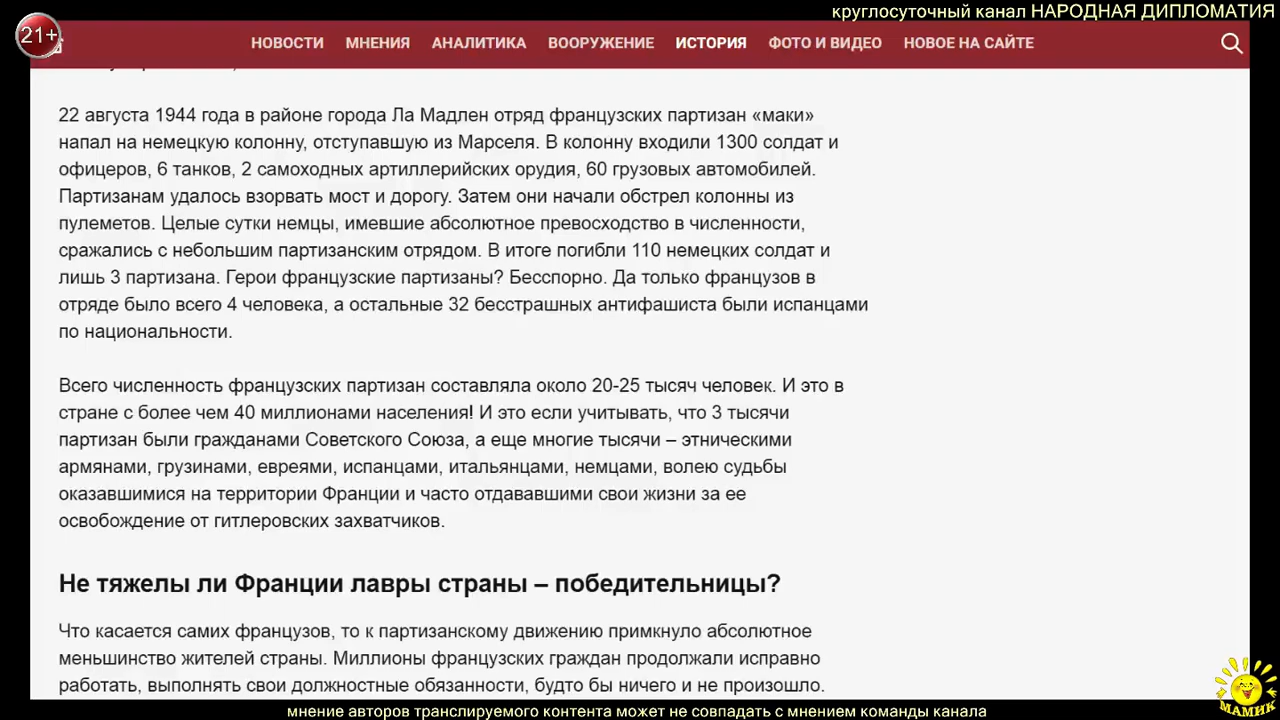 круглосуточный канал НАРОДНАЯ ДИПЛОМАТИЯ
21+
НОВОСТИ МНЕНИЯ АНАЛИТИКА ВООРУЖЕНИЕ ИСТОРИЯ ФОТО И ВИДЕО НОВОЕ НА САЙТЕ
22 августа 1944 года в районе города Ла Мадлен отряд французских партизан «маки»
напал на немецкую колонну, отступавшую из Марселя. В колонну входили 1300 солдат и
офицеров, 6 танков, 2 самоходных артиллерийских орудия, 60 грузовых автомобилей.
Партизанам удалось взорвать мост и дорогу. Затем они начали обстрел колонны из
пулеметов. Целые сутки немцы, имевшие абсолютное превосходство в численности,
сражались с небольшим партизанским отрядом. В итоге погибли 110 немецких солдат и
лишь 3 партизана. Герои французские партизаны? Бесспорно. Да только французов в
отряде было всего 4 человека, а остальные 32 бесстрашных антифашиста были испанцами
по национальности.
Всего численность французских партизан составляла около 20-25 тысяч человек. И это в
стране с более чем 40 миллионами населения! И это если учитывать, что 3 тысячи
партизан были гражданами Советского Союза, а еще многие тысячи – этническими
армянами, грузинами, евреями, испанцами, итальянцами, немцами, волею судьбы
оказавшимися на территории Франции и часто отдававшими свои жизни за ее
освобождение от гитлеровских захватчиков.
Не тяжелы ли Франции лавры страны – победительницы?
Что касается самих французов, то к партизанскому движению примкнуло абсолютное
меньшинство жителей страны. Миллионы французских граждан продолжали исправно
работать, выполнять свои должностные обязанности, будто бы ничего и не произошло.
МАМИК
мнение авторов транслируемого контента может не совпадать с мнением команды канала